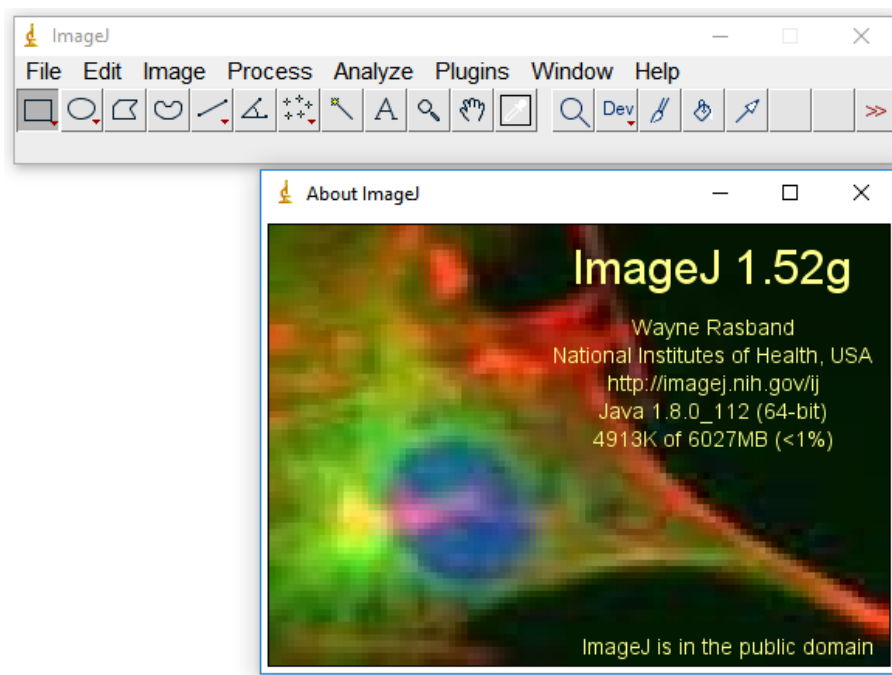 ImageJ
File Edit Image Process Analyze Plugins Window Help
A Dev >>
About ImageJ
ImageJ 1.52g
Wayne Rasband
National Institutes of Health, USA
http://imagej.nih.gov/ij
Java 1.8.0_112 (64-bit)
4913K of 6027MB (<1%)
ImageJ is in the public domain